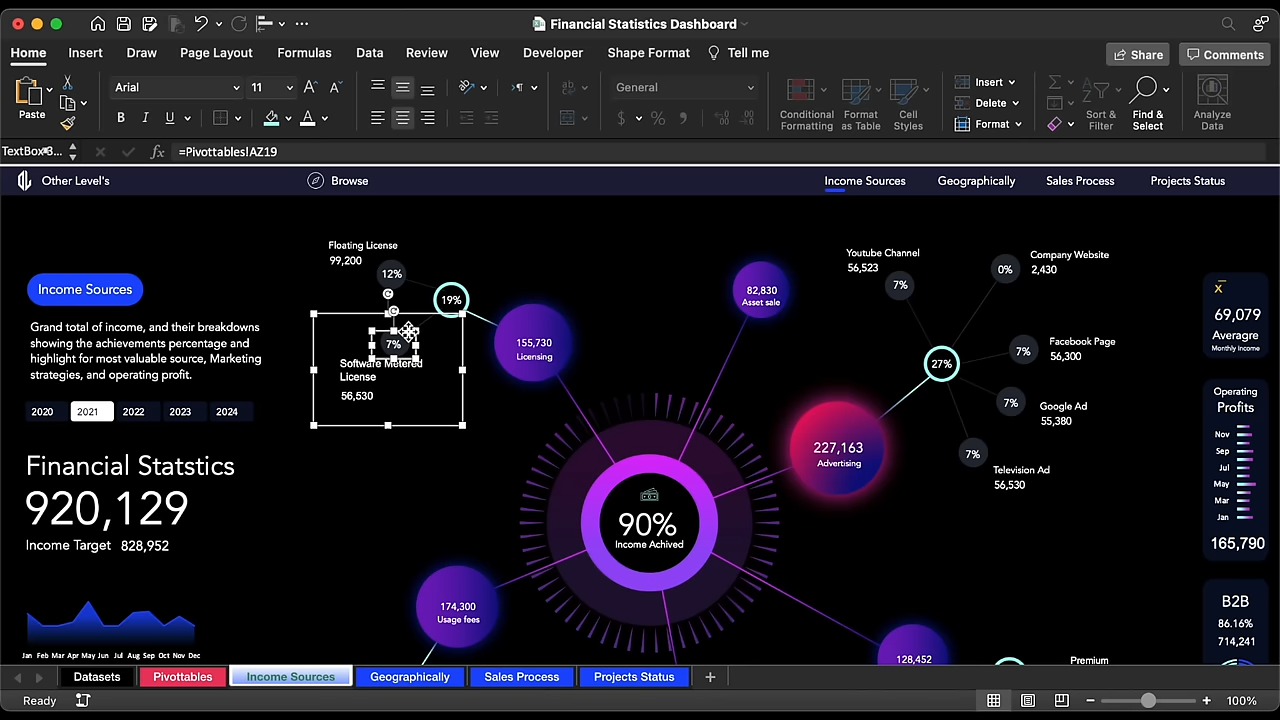 Financial Statistics Dashboard
Home
Insert
Draw
Page Layout
Formulas
Data
Review
View
Developer
Shape Format
Tell me
Share
Comments
Paste
Arial
11
General
Conditional Formatting
Format as Table
Cell Styles
Insert
Delete
Format
Sort & Filter
Find & Select
Analyze Data
TextBox 3...
fx
=Pivottables!AZ19
Other Level's
Browse
Income Sources
Geographically
Sales Process
Projects Status
Income Sources
Grand total of income, and their breakdowns
showing the achievements percentage and
highlight for most valuable source, Marketing
strategies, and operating profit.
2020
2021
2022
2023
2024
Financial Statstics
920,129
Income Target 828,952
Jan Feb Mar Apr May Jun Jul Aug Sep Oct Nov Dec
Floating License
99,200
12%
19%
7%
Software Metered
License
56,530
155,730
Licensing
82,830
Asset sale
227,163
Advertising
90%
Income Achived
174,300
Usage fees
128,452
Premium
Youtube Channel
56,523
7%
0%
Company Website
2,430
27%
7%
Facebook Page
56,300
7%
Google Ad
55,380
7%
Television Ad
56,530
x
69,079
Avegrare
Monthly Income
Operating
Profits
Nov
Sep
Jul
May
Mar
Jan
165,790
B2B
86.16%
714,241
Datasets
Pivottables
Income Sources
Geographically
Sales Process
Projects Status
Ready
100%